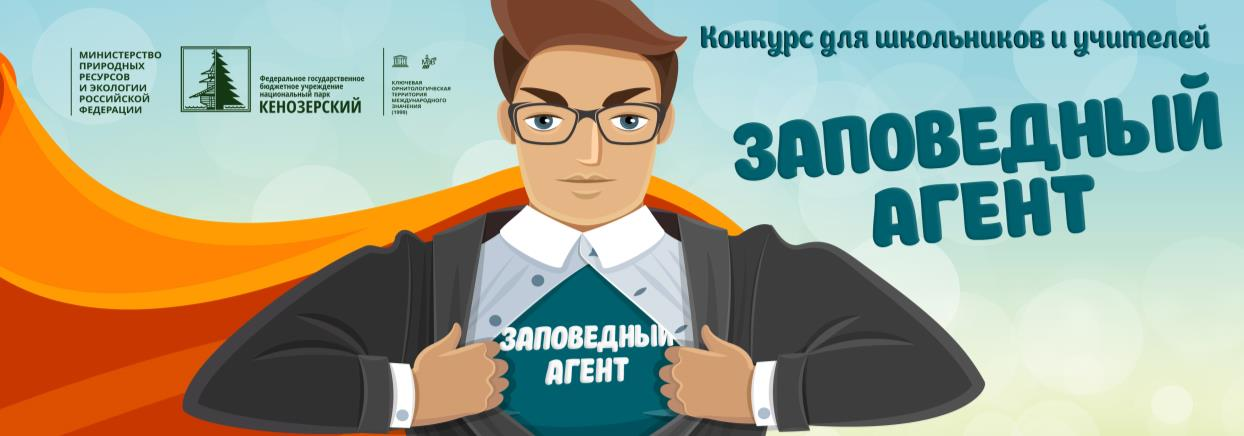 МИНИСТЕРСТВО
ПРИРОДНЫХ
РЕСУРСОВ
И ЭКОЛОГИИ
РОССИЙСКОЙ
ФЕДЕРАЦИИ
Федеральное государственное
бюджетное учреждение
национальный парк
КЕНОЗЕРСКИЙ
КЛЮЧЕВАЯ
ОРНИТОЛОГИЧЕСКАЯ
ТЕРРИТОРИЯ
МЕЖДУНАРОДНОГО
ЗНАЧЕНИЯ
(1998)
Конкурс для школьников и учителей
ЗАПОВЕДНЫЙ
АГЕНТ
ЗАПОВЕДНЫЙ
АГЕНТ